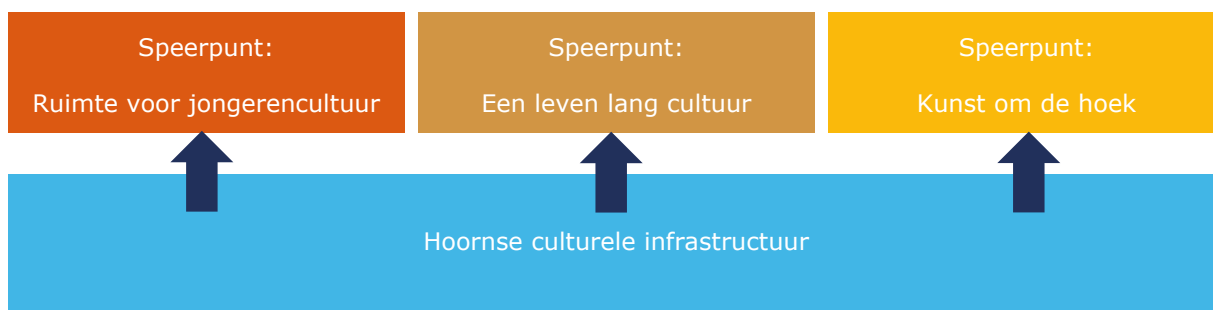 Speerpunt:
Ruimte voor jongerencultuur
Speerpunt:
Een leven lang cultuur
Speerpunt:
Kunst om de hoek
Hoornse culturele infrastructuur